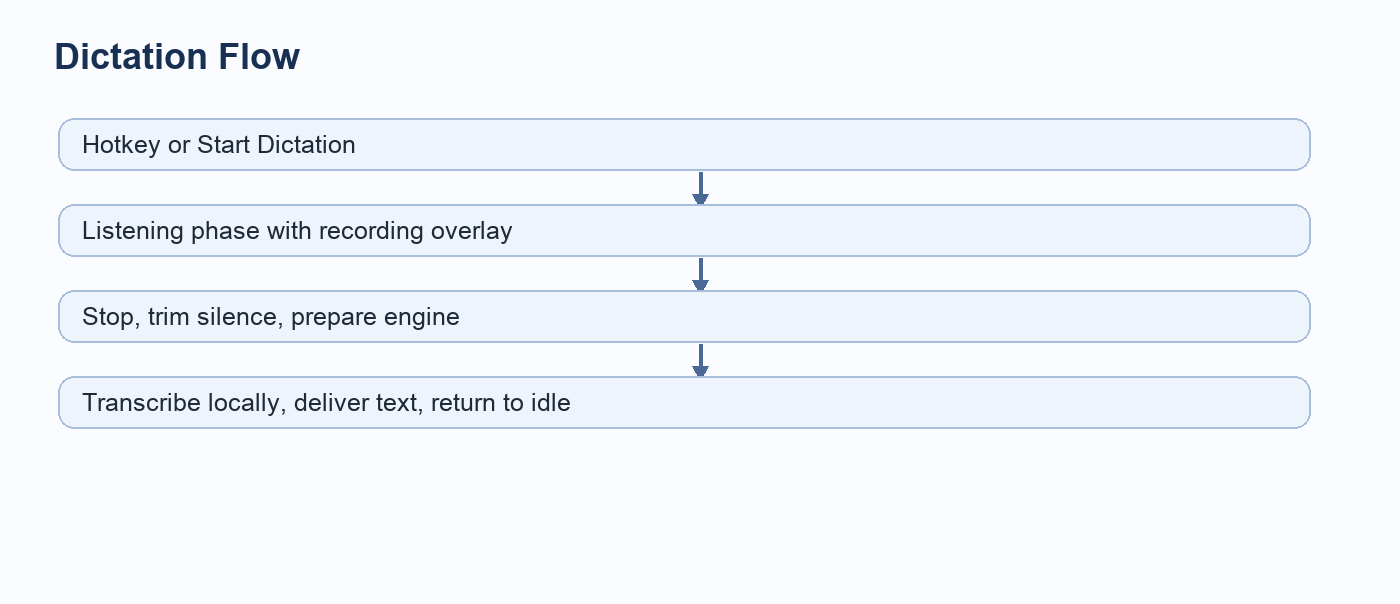 Dictation Flow
Hotkey or Start Dictation
Listening phase with recording overlay
Stop, trim silence, prepare engine
Transcribe locally, deliver text, return to idle